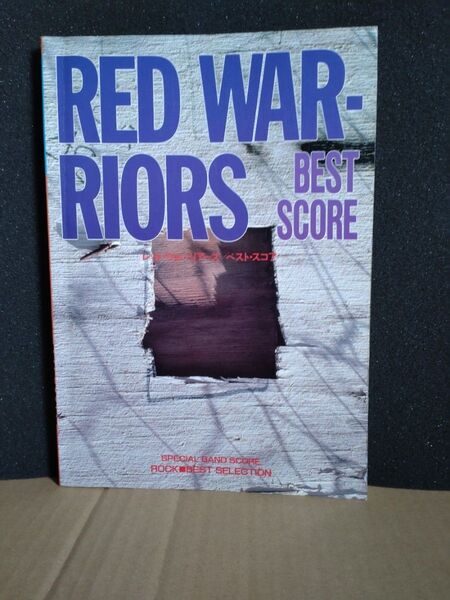 RED WAR-
RIORS
BEST
SCORE
レッド・ウォーリアーズ ベスト・スコア
SPECIAL BAND SCORE
ROCK■BEST SELECTION